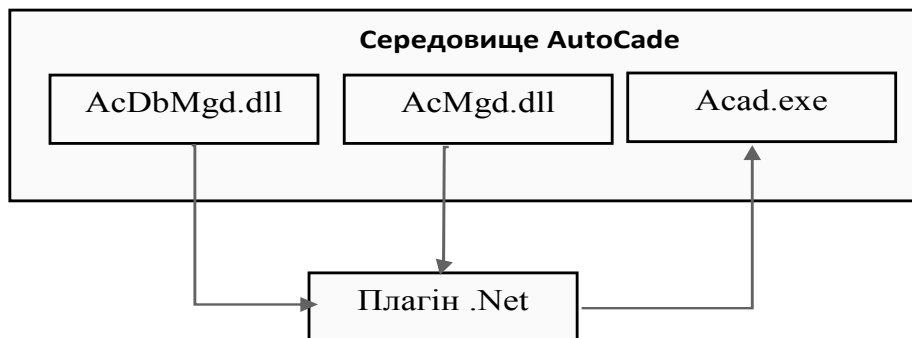 Середовище AutoCade
AcDbMgd.dll
AcMgd.dll
Acad.exe
Плагін .Net